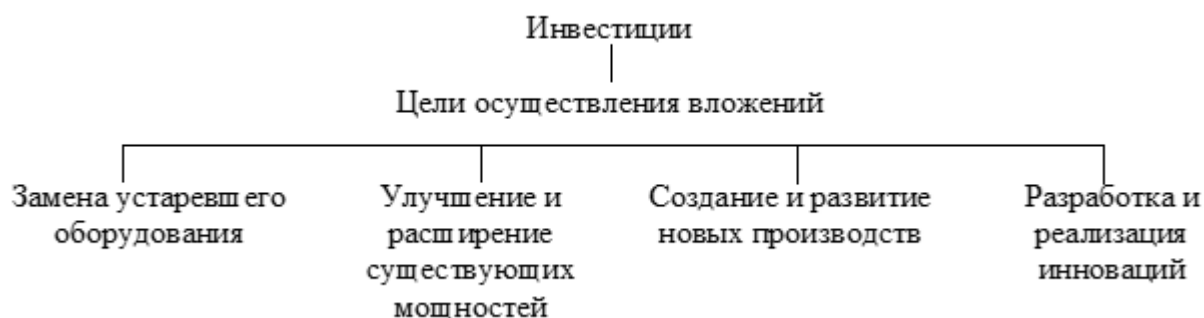 Инвестиции
Цели осуществления вложений
Замена устаревшего
оборудования
Улучшение и
расширение
существующих
мощностей
Создание и развитие
новых производств
Разработка и
реализация
инноваций